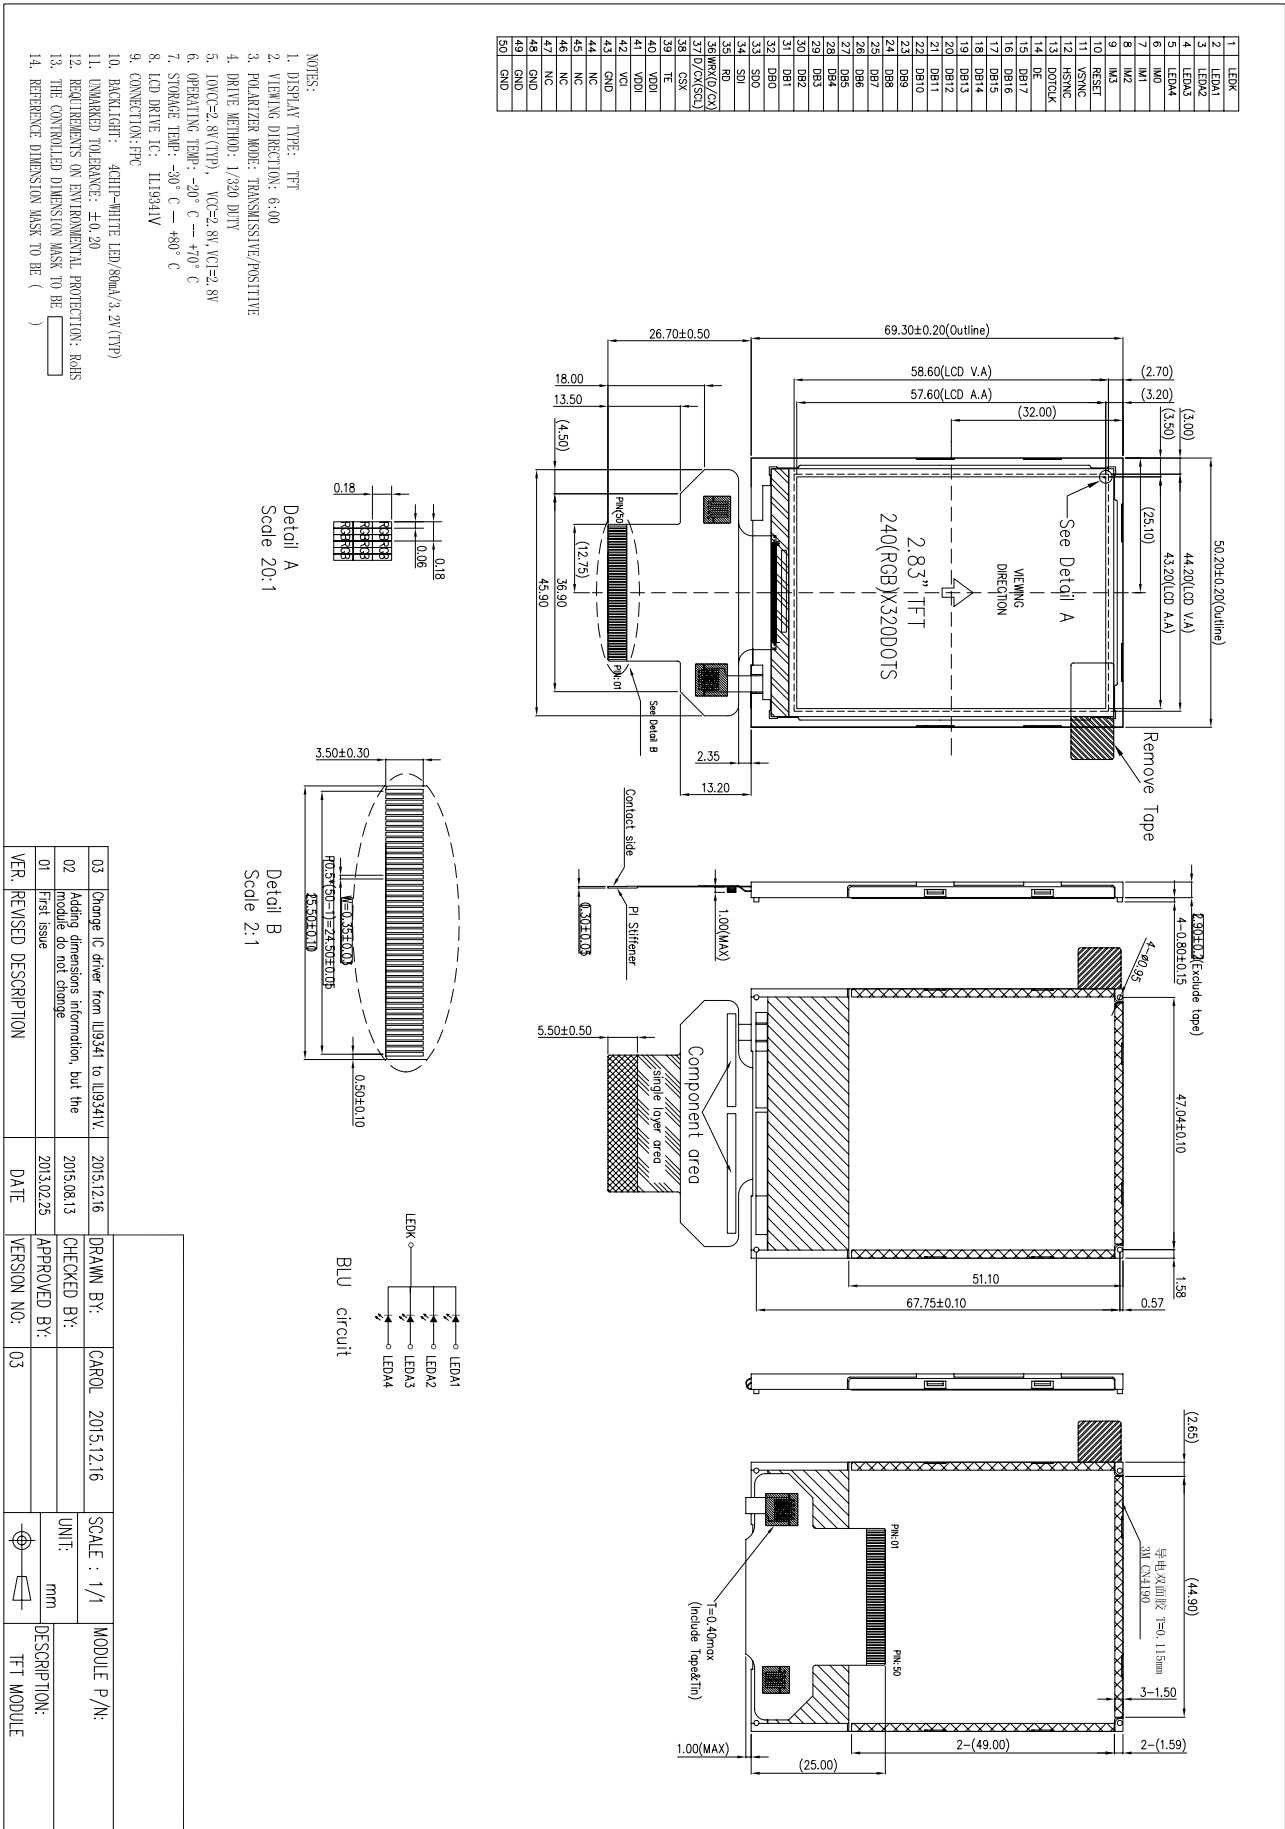 1 LEDK
2 LEDA1
3 LEDA2
4 LEDA3
5 LEDA4
6 IM0
7 IM1
8 IM2
9 IM3
10 RESET
11 VSYNC
12 HSYNC
13 DOTCLK
14 DE
15 DB17
16 DB16
17 DB15
18 DB14
19 DB13
20 DB12
21 DB11
22 DB10
23 DB9
24 DB8
25 DB7
26 DB6
27 DB5
28 DB4
29 DB3
30 DB2
31 DB1
32 DB0
33 SDO
34 SDI
35 RD
36 WRX(D/CX)
37 D/CX(SCL)
38 CSX
39 TE
40 VDDI
41 VDDI
42 VCI
43 GND
44 NC
45 NC
46 NC
47 NC
48 GND
49 GND
50 GND
NOTES:
1. DISPLAY TYPE: TFT
2. VIEWING DIRECTION: 6:00
3. POLARIZER MODE: TRANSMISSIVE/POSITIVE
4. DRIVE METHOD: 1/320 DUTY
5. IOVCC=2.8V(TYP), VCC=2.8V,VCI=2.8V
6. OPERATING TEMP: -20° C -- +70° C
7. STORAGE TEMP: -30° C -- +80° C
8. LCD DRIVE IC: ILI9341V
9. CONNECTION:FPC
10. BACKLIGHT: 4CHIP-WHITE LED/80mA/3.2V(TYP)
11. UNMARKED TOLERANCE: ±0.20
12. REQUIREMENTS ON ENVIRONMENTAL PROTECTION: RoHS
13. THE CONTROLLED DIMENSION MASK TO BE
14. REFERENCE DIMENSION MASK TO BE ( )
50.20±0.20(Outline)
44.20(LCD V.A)
43.20(LCD A.A)
(25.10)
(3.00)
(3.50)
(2.70)
(3.20)
69.30±0.20(Outline)
58.60(LCD V.A)
57.60(LCD A.A)
(32.00)
26.70±0.50
18.00
13.50
(4.50)
See Detail A
VIEWING
DIRECTION
2.83" TFT
240(RGB)X320DOTS
Remove Tape
PIN(50)
PIN:01
(12.75)
36.90
45.90
See Detail B
2.35
13.20
2.90±0.2(Exclude tape)
4-0.80±0.15
Contact side
PI Stiffener
1.00(MAX)
0.30±0.03
4-ø0.95
47.04±0.10
1.58
0.57
51.10
67.75±0.10
5.50±0.50
Component area
single layer area
(2.65)
(44.90)
导电双面胶 T=0.115mm
3M CN4190
3-1.50
2-(1.59)
2-(49.00)
(25.00)
1.00(MAX)
PIN:01
PIN:50
T=0.40max
(Include Tape&Tin)
0.18
0.06
0.18
RGBRGB
RGBRGB
RGBRGB
Detail A
Scale 20:1
3.50±0.30
0.50±0.10
W=0.35±0.03
P0.5*(50-1)=24.50±0.05
25.50±0.10
Detail B
Scale 2:1
LEDK
LEDA1
LEDA2
LEDA3
LEDA4
BLU circuit
03 Change IC driver from ILI9341 to ILI9341V. 2015.12.16
02 Adding dimensions information, but the
module do not change 2015.08.13
01 First issue 2013.02.25
VER. REVISED DESCRIPTION DATE
DRAWN BY: CAROL 2015.12.16
CHECKED BY:
APPROVED BY:
VERSION NO: 03
SCALE : 1/1
UNIT: mm
MODULE P/N:
DESCRIPTION:
TFT MODULE